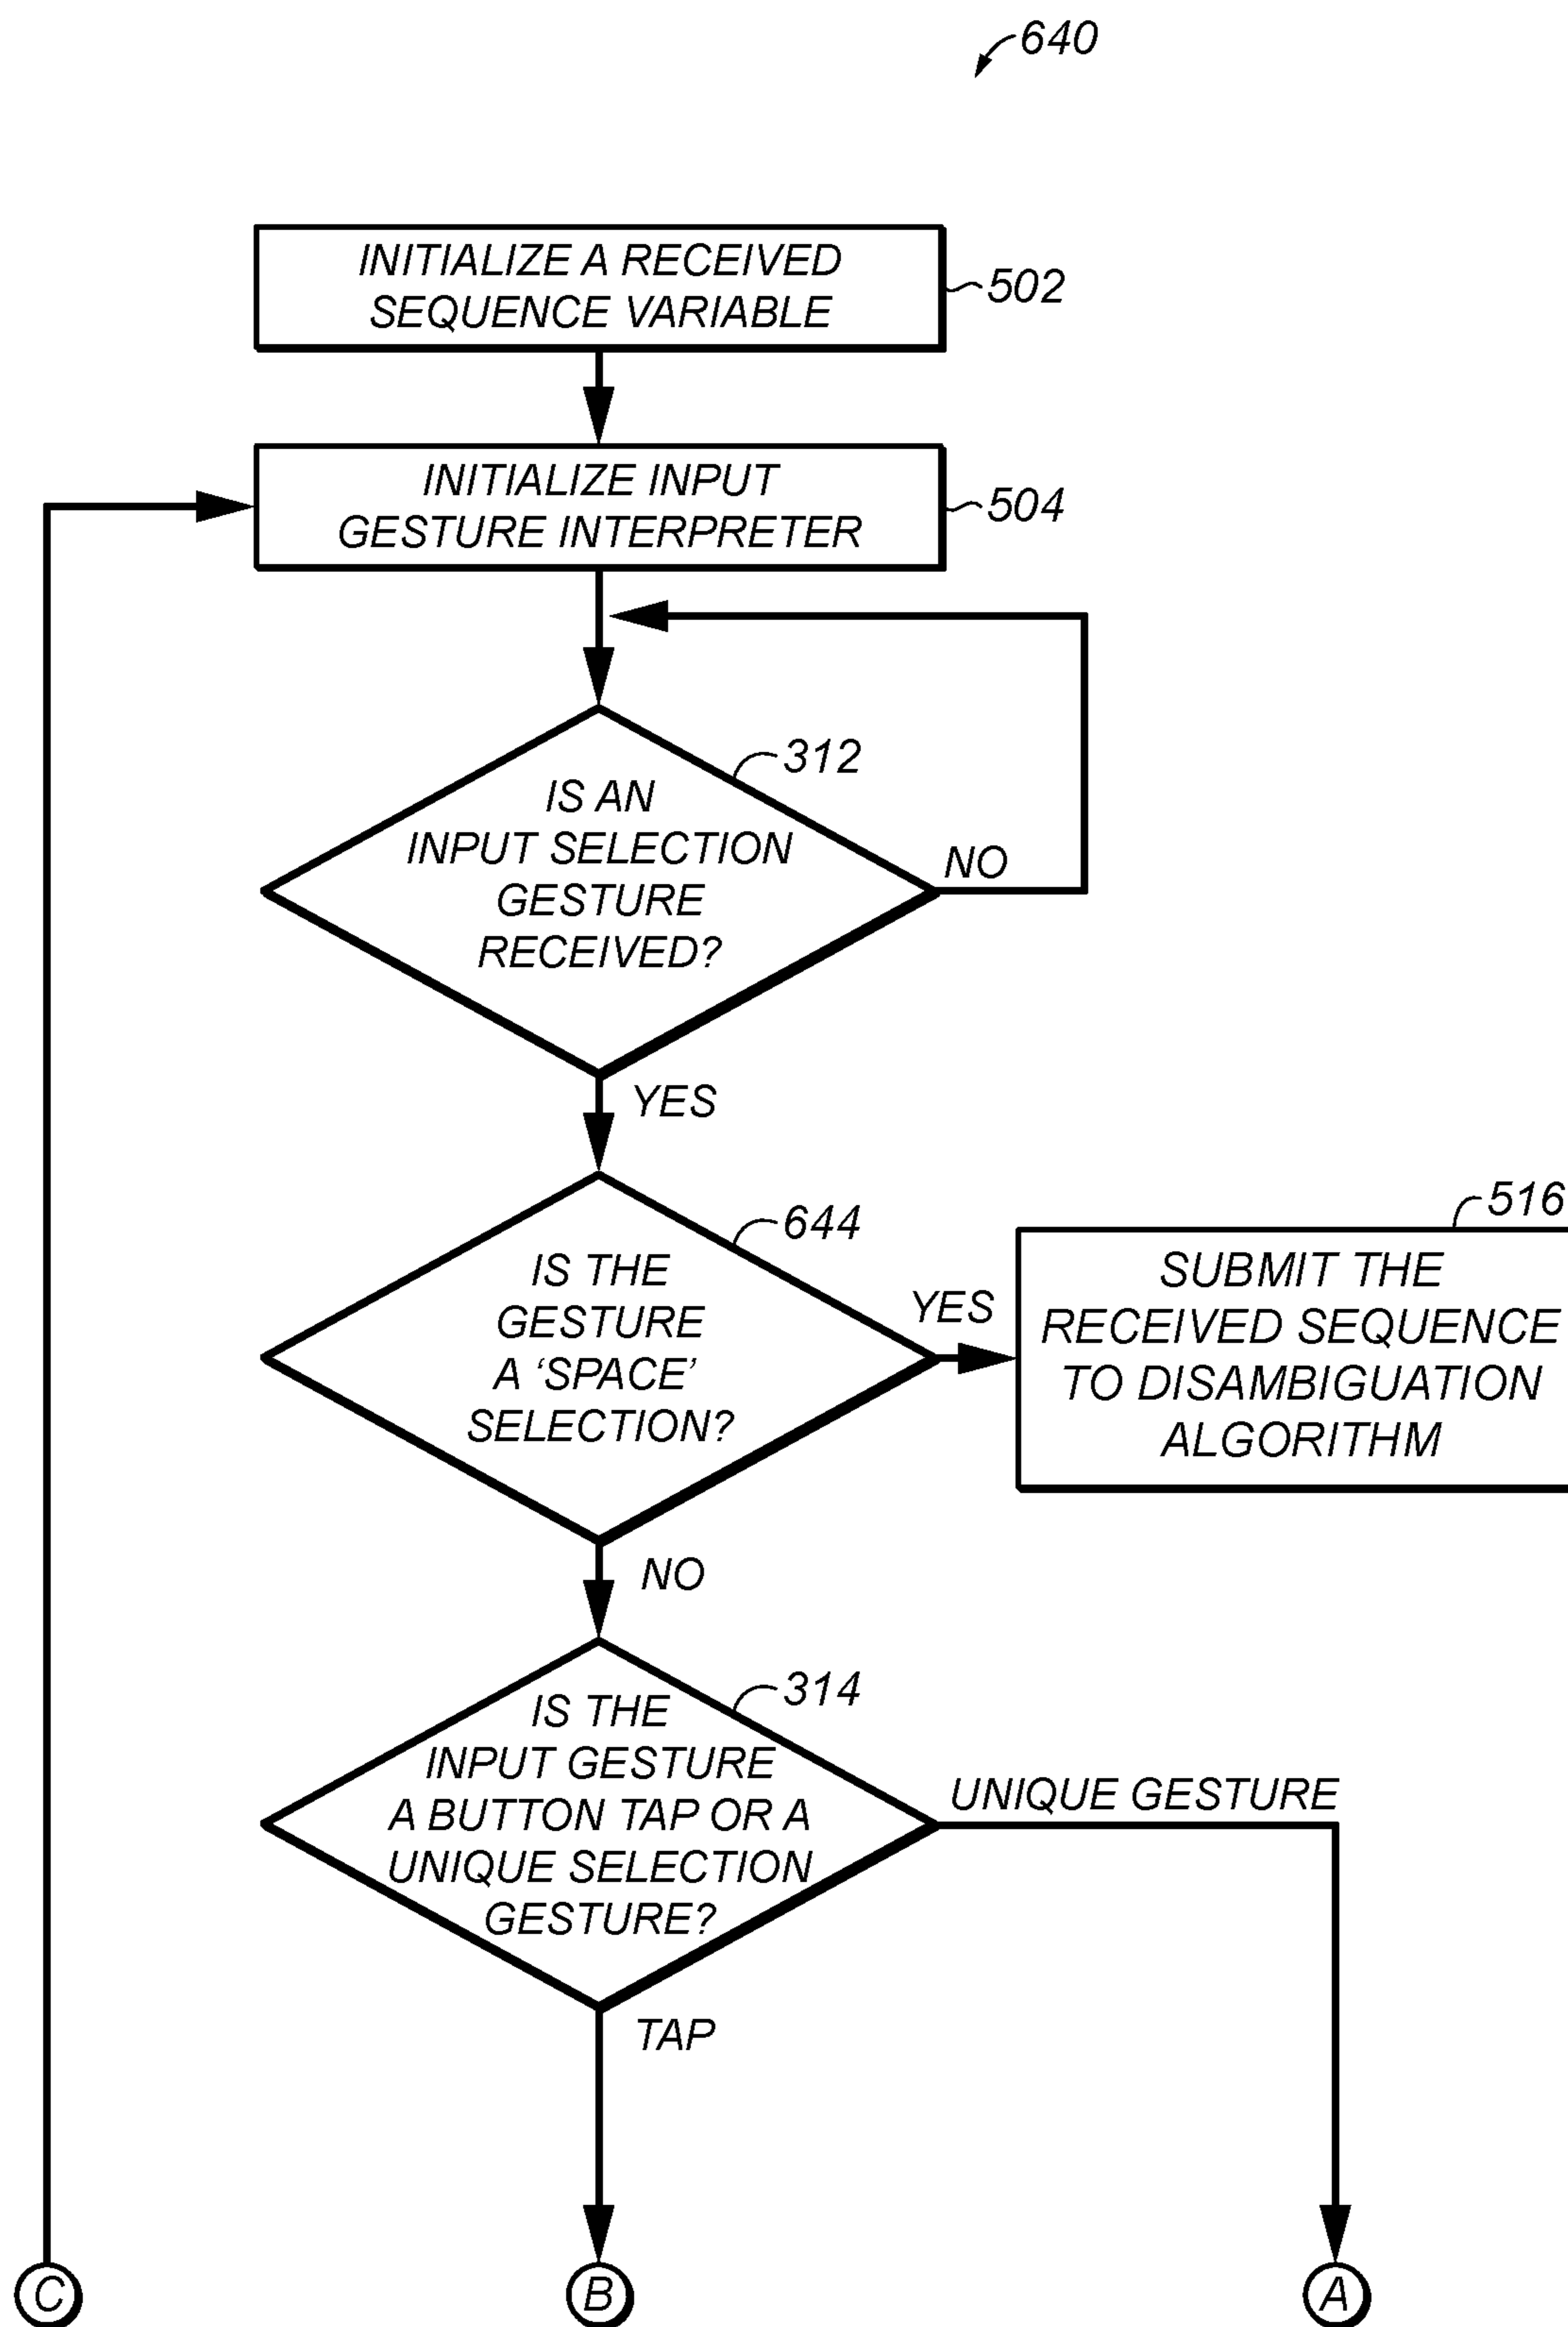 640
INITIALIZE A RECEIVED
SEQUENCE VARIABLE
502
INITIALIZE INPUT
GESTURE INTERPRETER
504
312
IS AN
INPUT SELECTION
GESTURE
RECEIVED?
NO
YES
644
IS THE
GESTURE
A ‘SPACE’
SELECTION?
YES
516
SUBMIT THE
RECEIVED SEQUENCE
TO DISAMBIGUATION
ALGORITHM
NO
314
IS THE
INPUT GESTURE
A BUTTON TAP OR A
UNIQUE SELECTION
GESTURE?
UNIQUE GESTURE
TAP
C
B
A